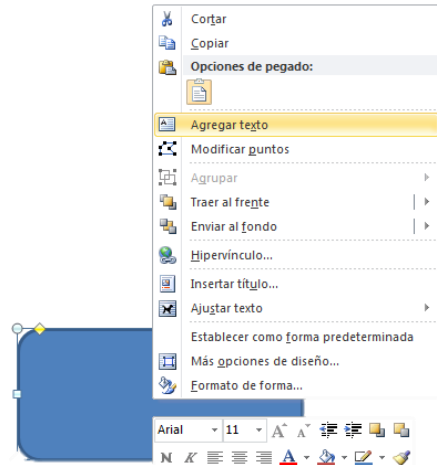 Cortar
Copiar
Opciones de pegado:
Agregar texto
Modificar puntos
Agrupar
Traer al frente
Enviar al fondo
Hipervínculo...
Insertar título...
Ajustar texto
Establecer como forma predeterminada
Más opciones de diseño...
Formato de forma...
Arial 11 A A
N K A